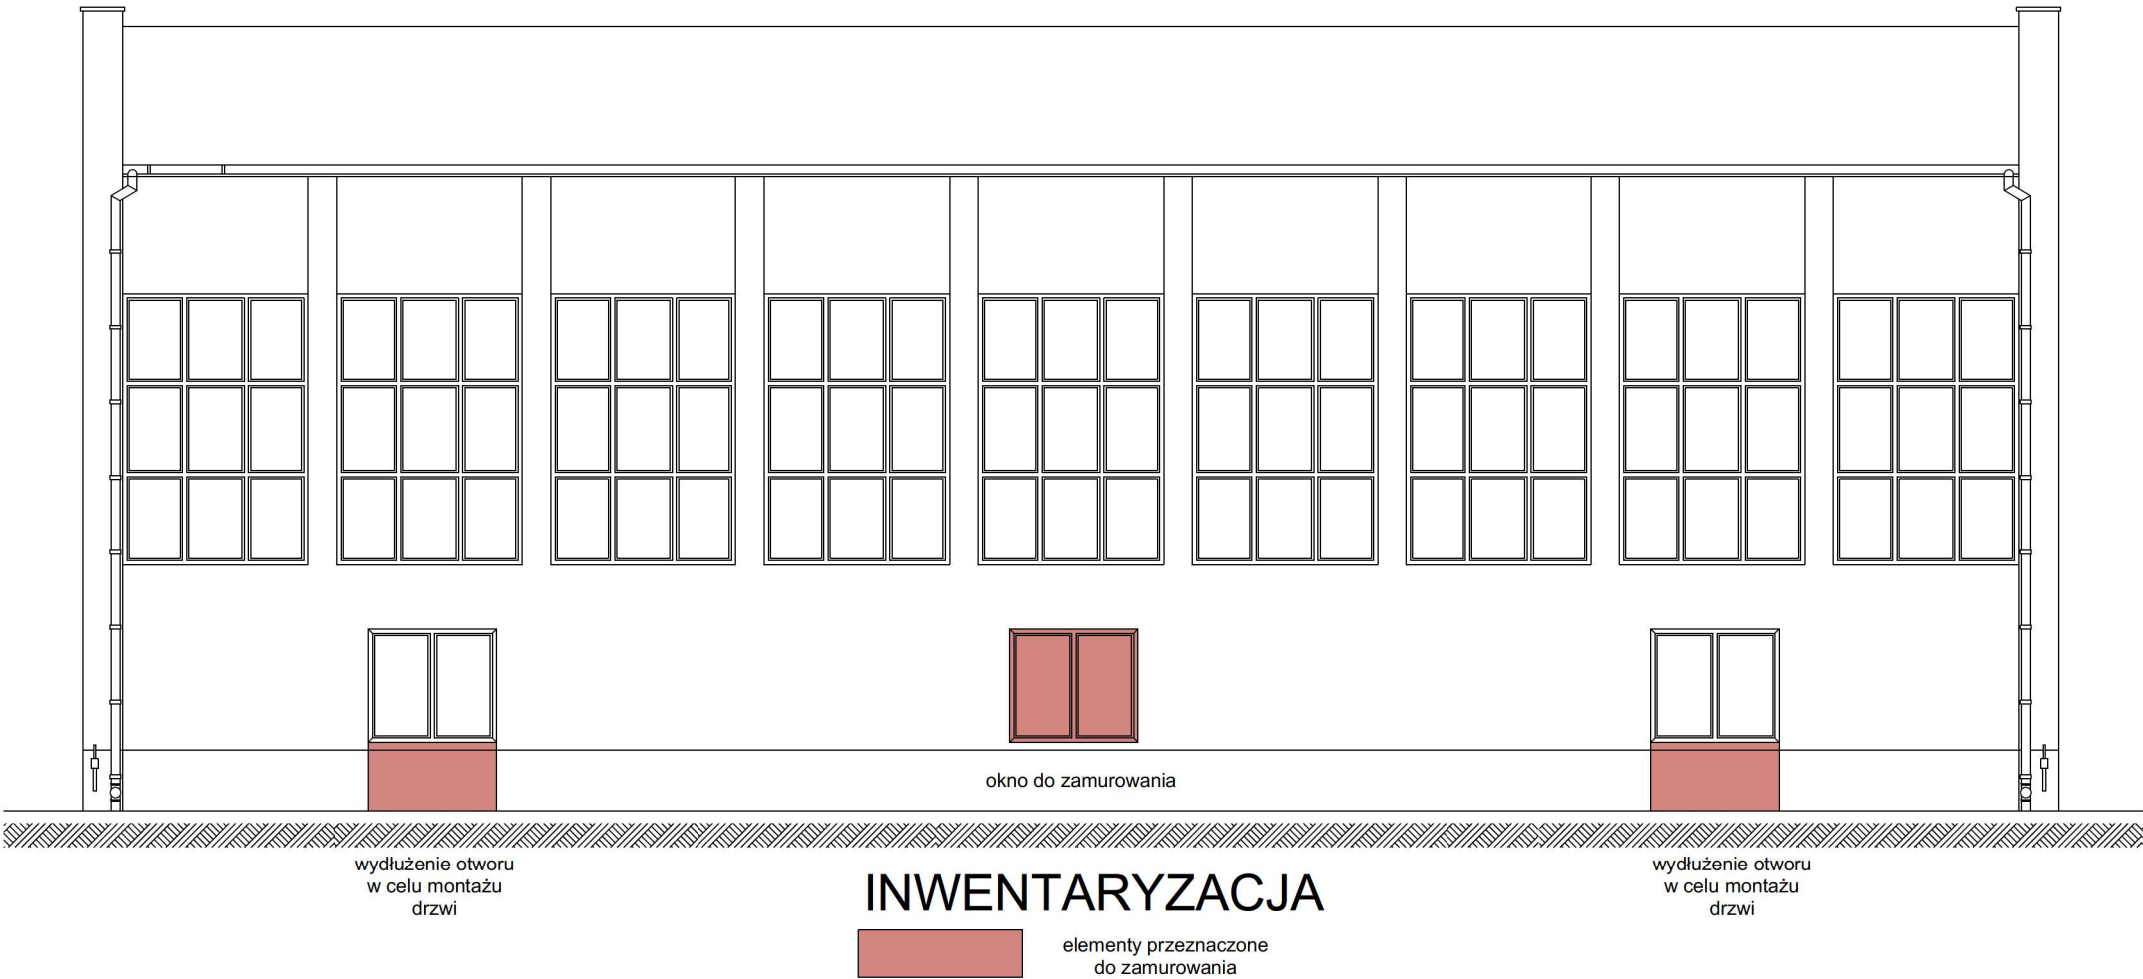 okno do zamurowania
wydłużenie otworu
w celu montażu
drzwi
wydłużenie otworu
w celu montażu
drzwi
INWENTARYZACJA
elementy przeznaczone
do zamurowania